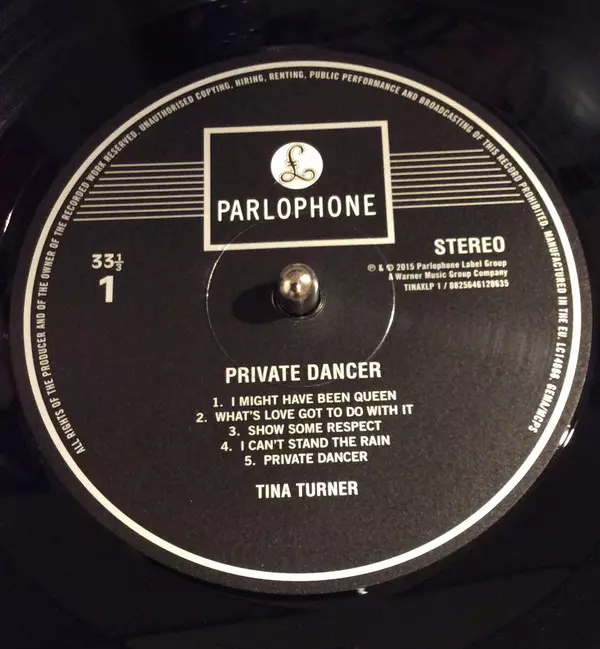 ALL RIGHTS OF THE PRODUCER AND OF THE OWNER OF THE RECORDED WORK RESERVED. UNAUTHORISED COPYING, HIRING, RENTING, PUBLIC PERFORMANCE AND BROADCASTING OF THIS RECORD PROHIBITED. MANUFACTURED IN THE EU. LC14066. GEMA/MCPS
£
PARLOPHONE
33⅓
1
STEREO
℗ & © 2015 Parlophone Label Group
A Warner Music Group Company
TINAXLP 1 / 0825646120635
PRIVATE DANCER
1. I MIGHT HAVE BEEN QUEEN
2. WHAT'S LOVE GOT TO DO WITH IT
3. SHOW SOME RESPECT
4. I CAN'T STAND THE RAIN
5. PRIVATE DANCER
TINA TURNER